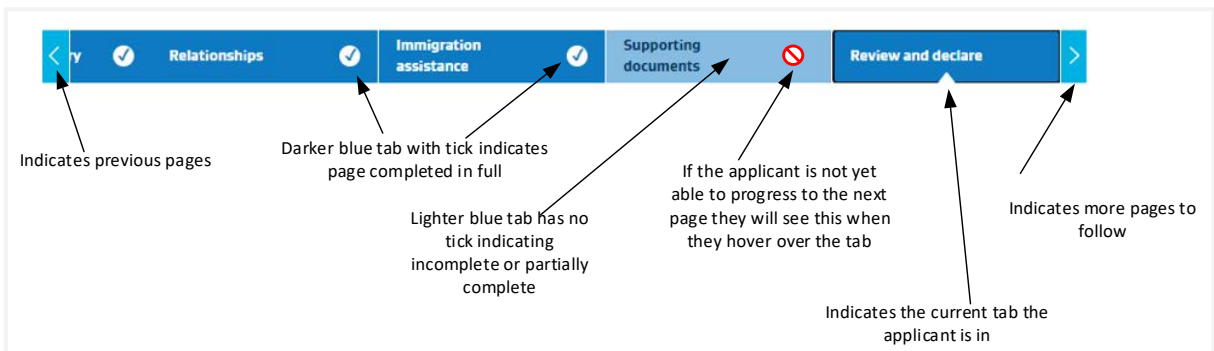 ry
Relationships
Immigration
assistance
Supporting
documents
Review and declare
Indicates previous pages
Darker blue tab with tick indicates
page completed in full
Lighter blue tab has no
tick indicating
incomplete or partially
complete
If the applicant is not yet
able to progress to the next
page they will see this when
they hover over the tab
Indicates more pages to
follow
Indicates the current tab the
applicant is in